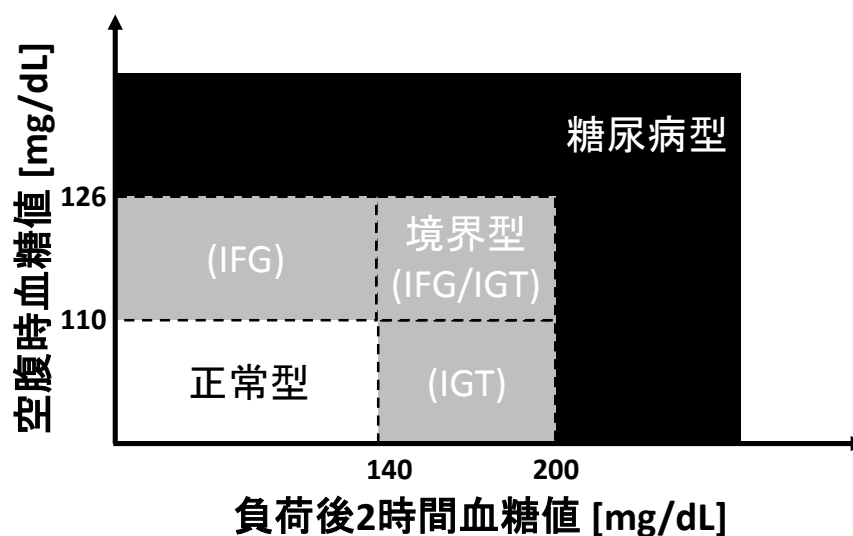 空腹時血糖値 [mg/dL]
糖尿病型
126
(IFG)
境界型
(IFG/IGT)
110
正常型
(IGT)
140
200
負荷後2時間血糖値 [mg/dL]